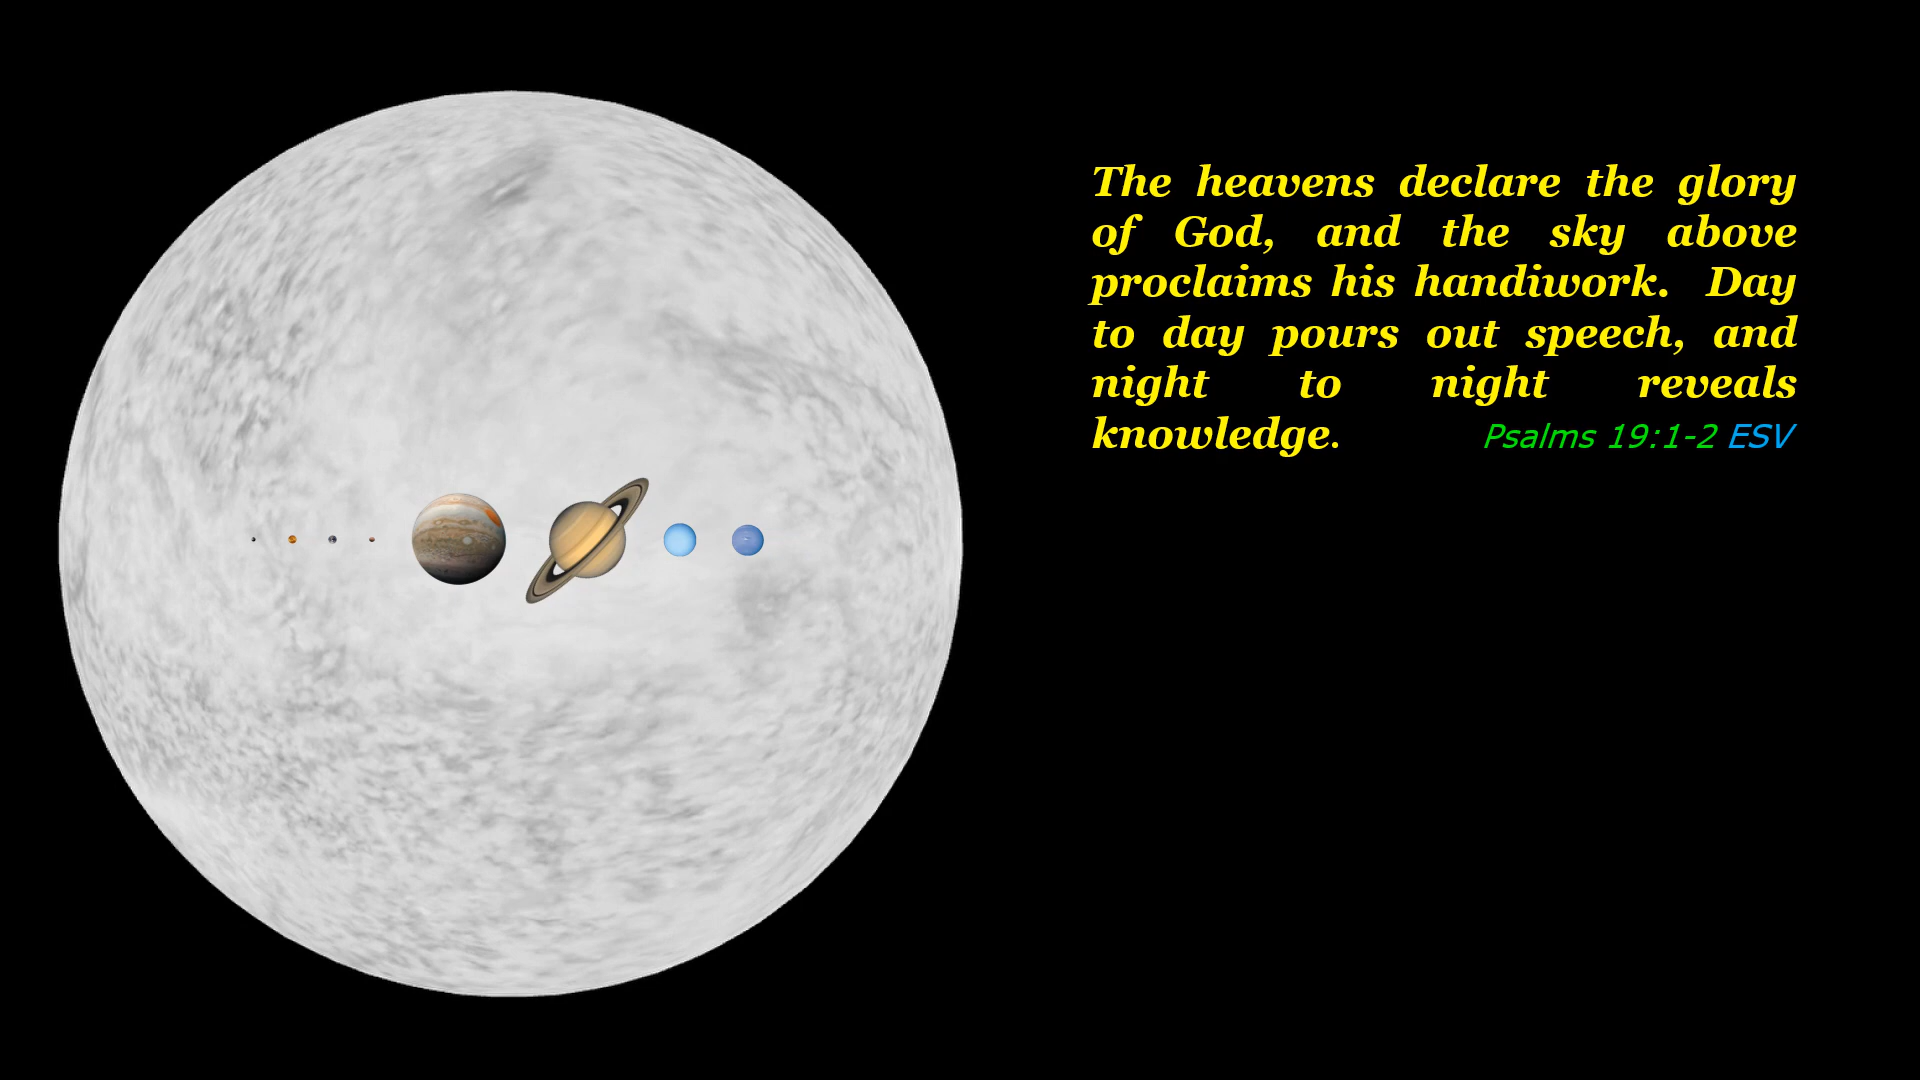 The heavens declare the glory
of God, and the sky above
proclaims his handiwork. Day
to day pours out speech, and
night to night reveals
knowledge. Psalms 19:1-2 ESV